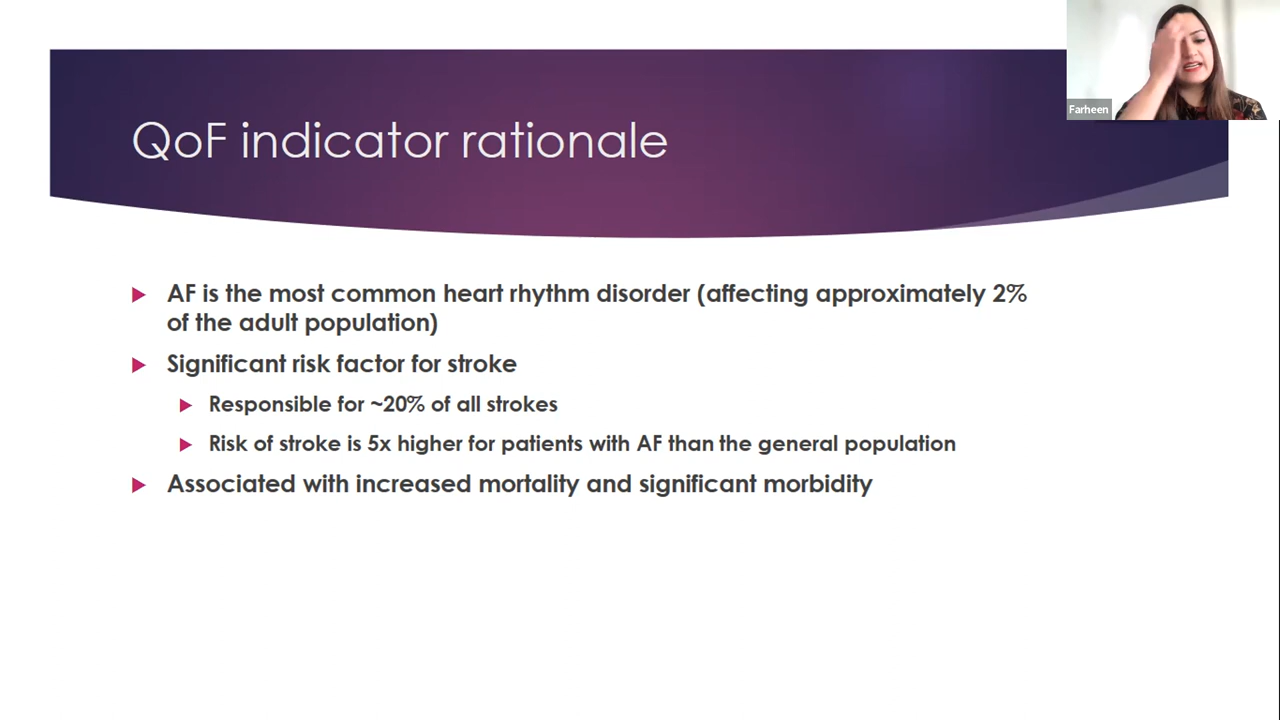 QoF indicator rationale
Farheen
AF is the most common heart rhythm disorder (affecting approximately 2%
of the adult population)
Significant risk factor for stroke
Responsible for ~20% of all strokes
Risk of stroke is 5x higher for patients with AF than the general population
Associated with increased mortality and significant morbidity